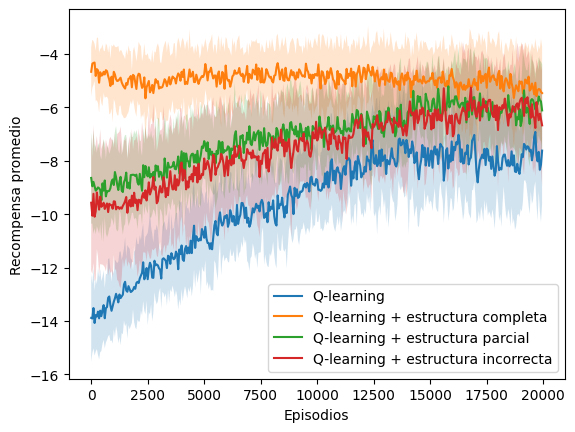 −4
−6
−8
−10
−12
−14
−16
Recompensa promedio
Q-learning
Q-learning + estructura completa
Q-learning + estructura parcial
Q-learning + estructura incorrecta
0 2500 5000 7500 10000 12500 15000 17500 20000
Episodios